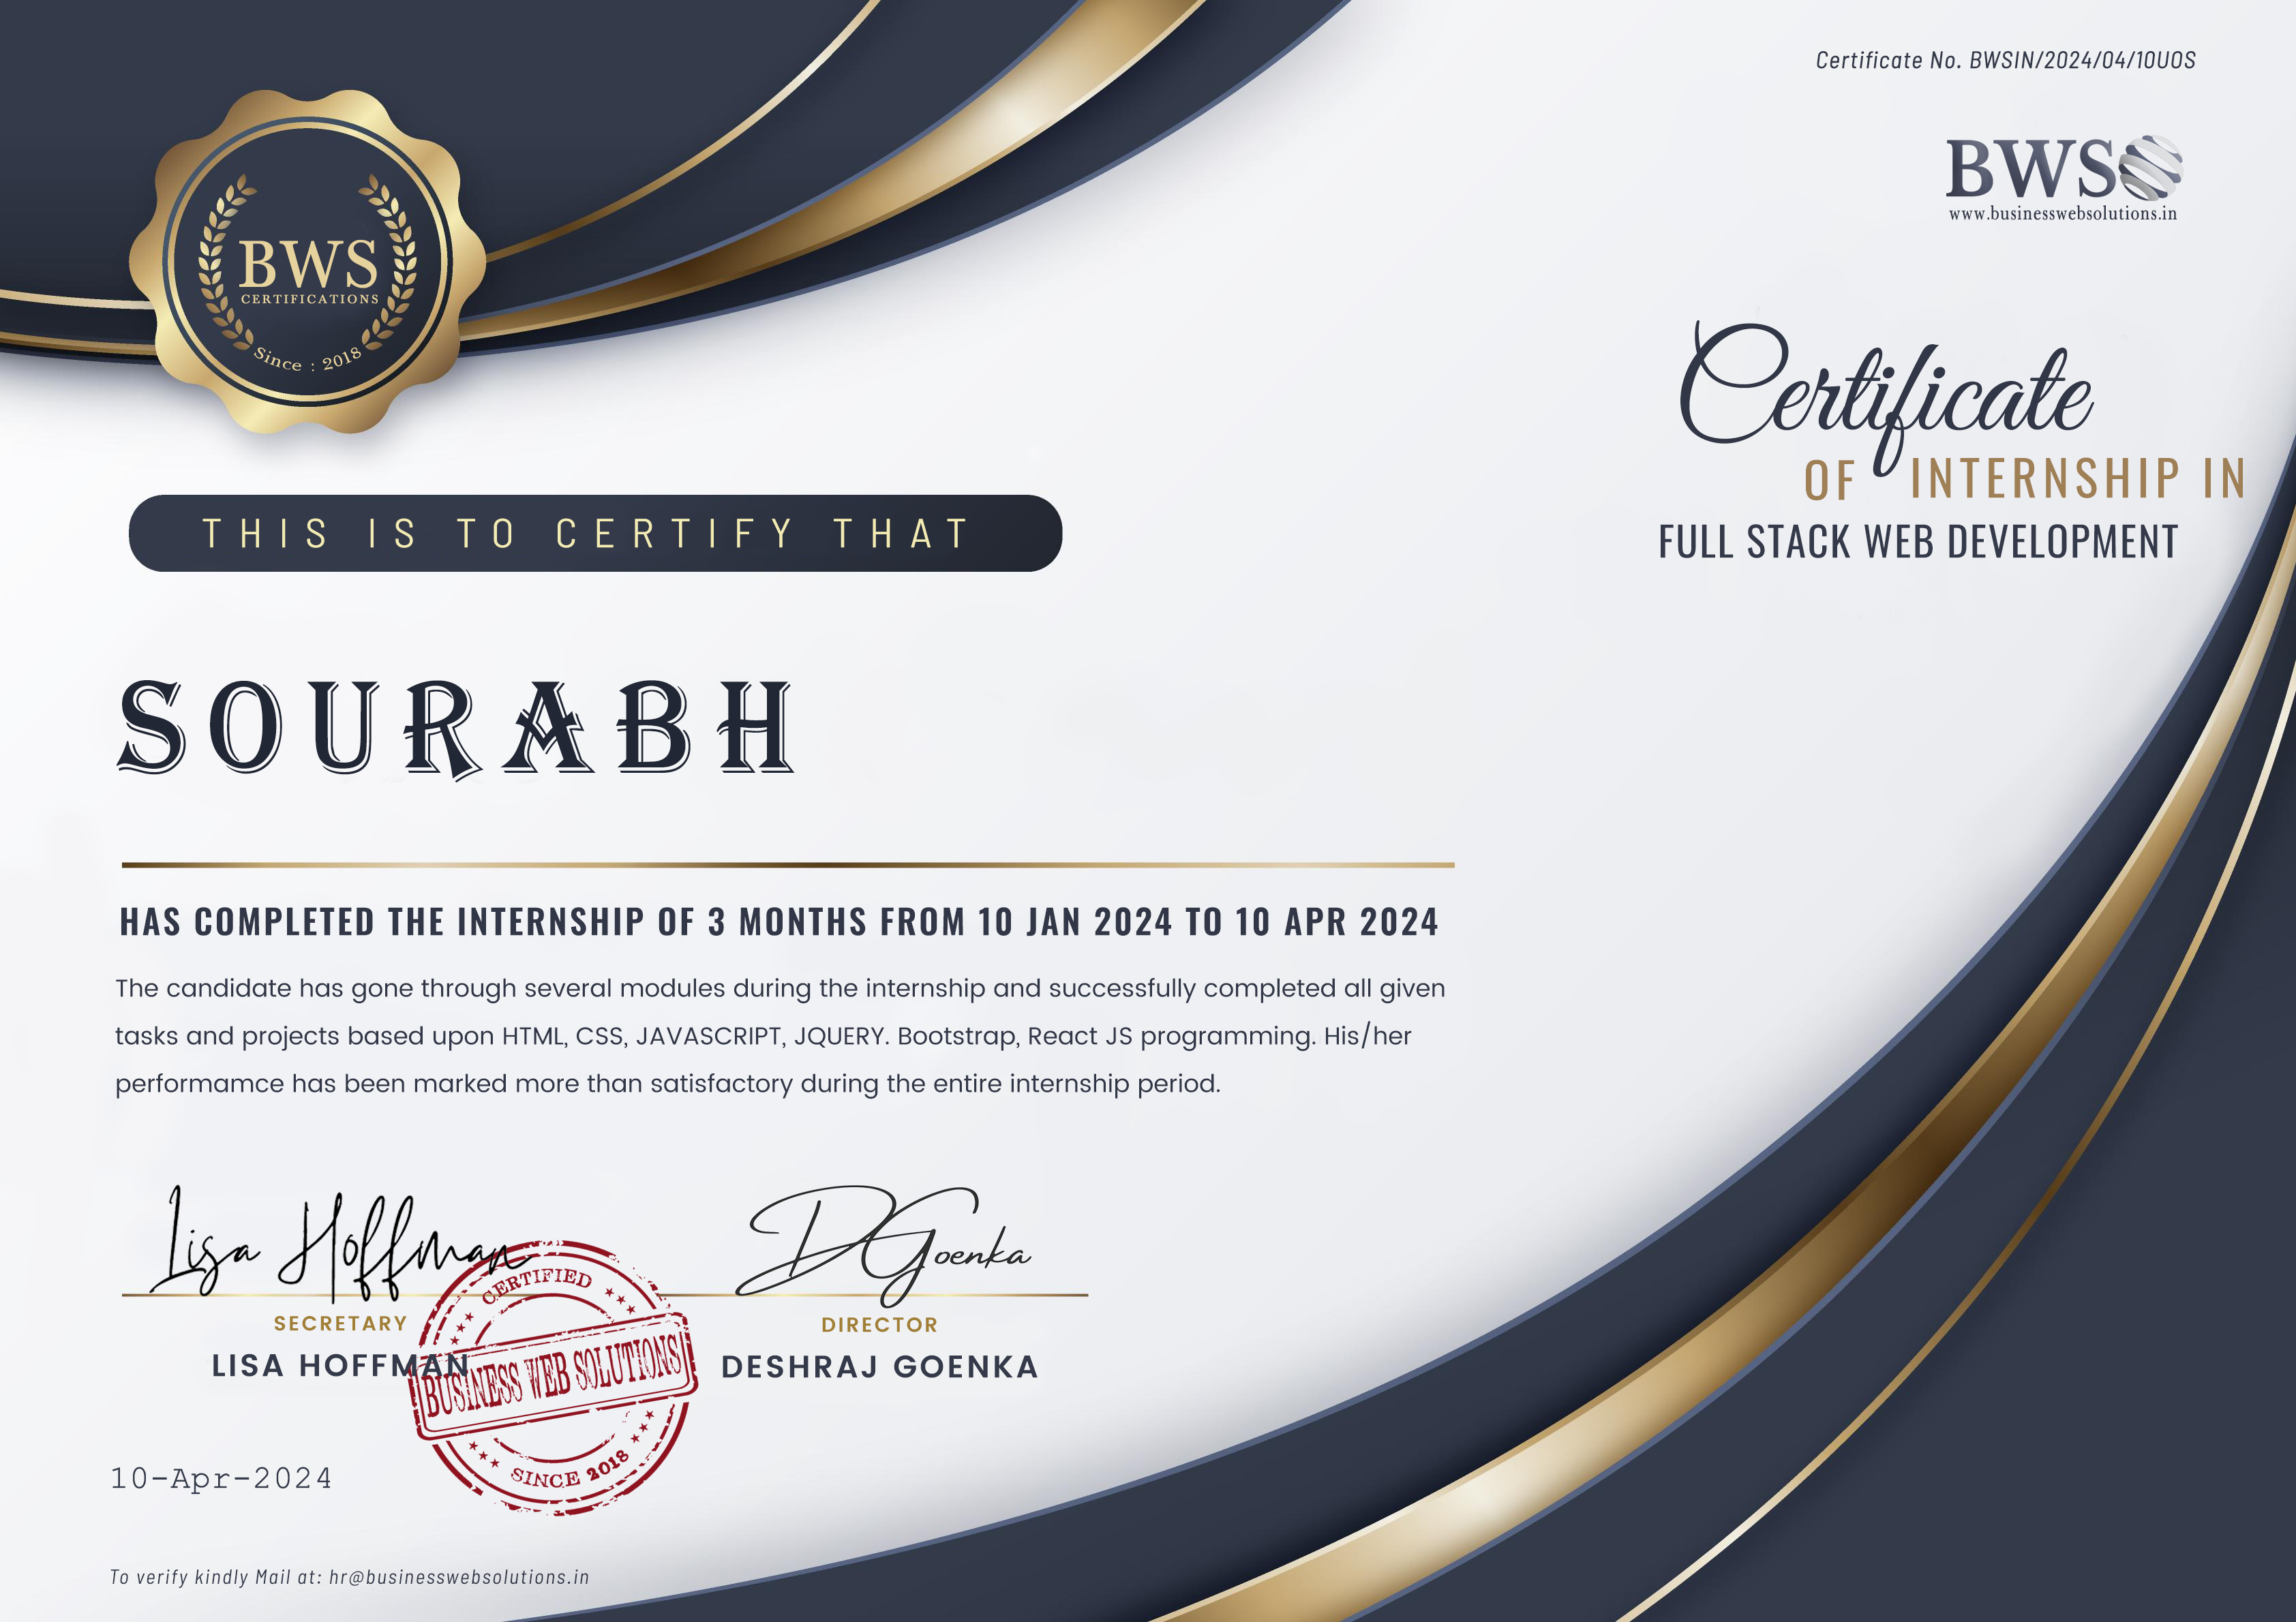 Certificate No. BWSIN/2024/04/10UOS
BWS
www.businesswebsolutions.in
BWS
CERTIFICATIONS
Since : 2018
Certificate
OF INTERNSHIP IN
FULL STACK WEB DEVELOPMENT
THIS IS TO CERTIFY THAT
SOURABH
HAS COMPLETED THE INTERNSHIP OF 3 MONTHS FROM 10 JAN 2024 TO 10 APR 2024
The candidate has gone through several modules during the internship and successfully completed all given
tasks and projects based upon HTML, CSS, JAVASCRIPT, JQUERY. Bootstrap, React JS programming. His/her
performamce has been marked more than satisfactory during the entire internship period.
Lisa Hoffman
DGoenka
SECRETARY
DIRECTOR
LISA HOFFMAN
DESHRAJ GOENKA
CERTIFIED
BUSINESS WEB SOLUTIONS
SINCE 2018
10-Apr-2024
To verify kindly Mail at: hr@businesswebsolutions.in